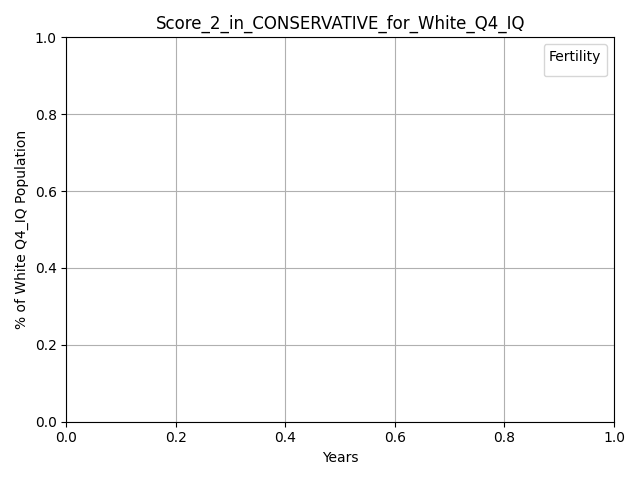 Score_2_in_CONSERVATIVE_for_White_Q4_IQ
Fertility
% of White Q4_IQ Population
1.0
0.8
0.6
0.4
0.2
0.0
0.0 0.2 0.4 0.6 0.8 1.0
Years